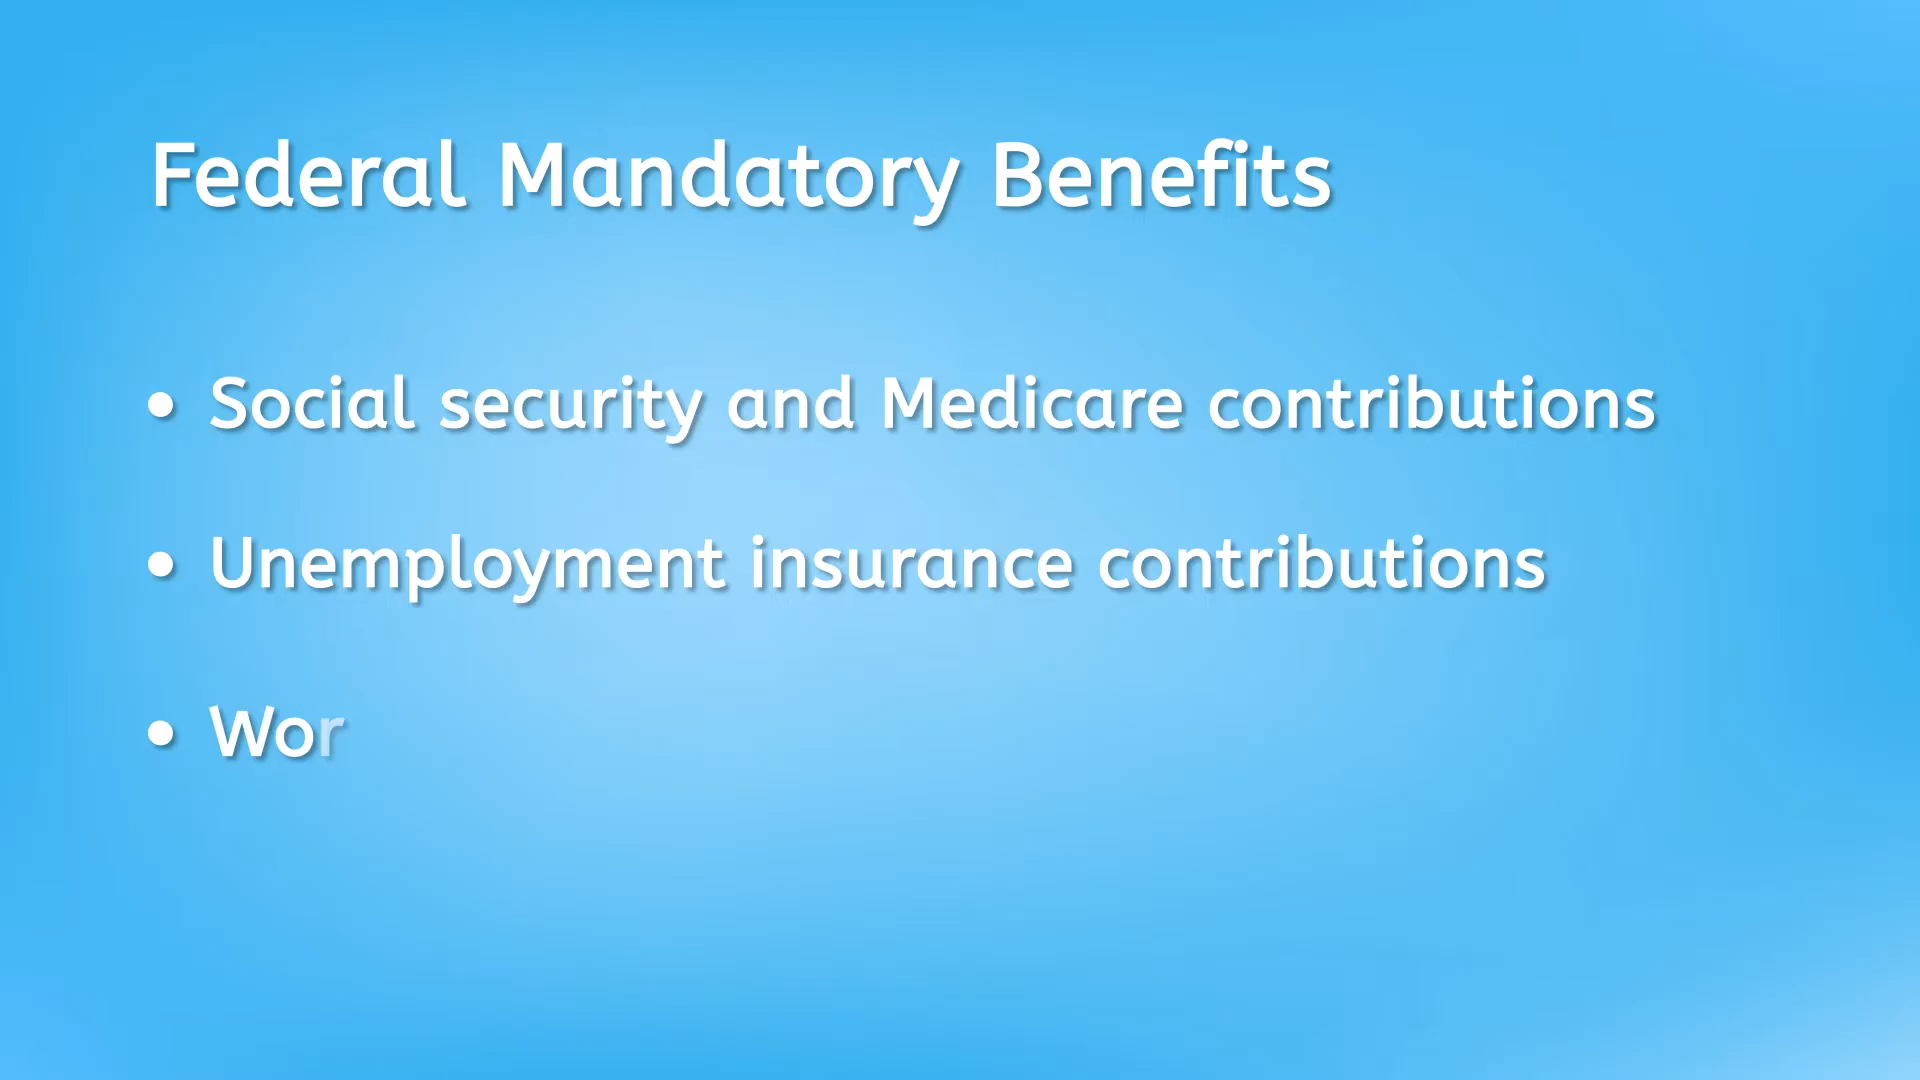 Federal Mandatory Benefits
• Social security and Medicare contributions
• Unemployment insurance contributions
• Wor